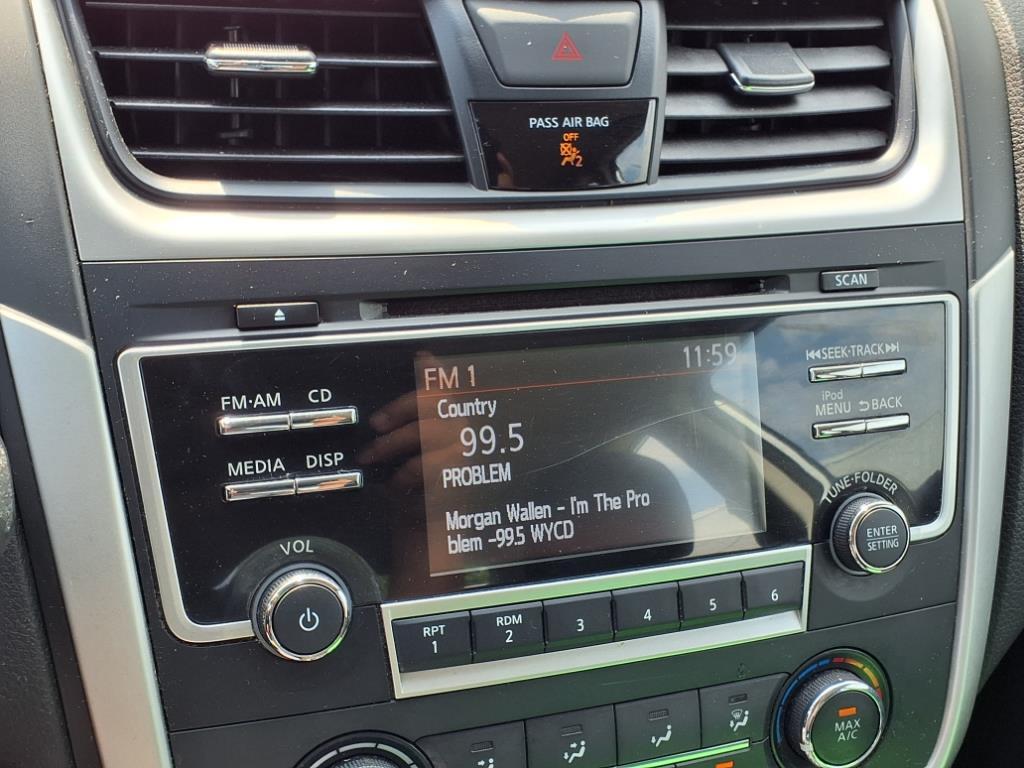 PASS AIR BAG
OFF
2
SCAN
FM·AM CD
MEDIA DISP
VOL
FM 1 11:59
Country
99.5
PROBLEM
Morgan Wallen - I'm The Pro
blem -99.5 WYCD
SEEK·TRACK
iPod
MENU BACK
TUNE·FOLDER
ENTER
SETTING
RPT
1
RDM
2
3
4
5
6
MAX
A/C